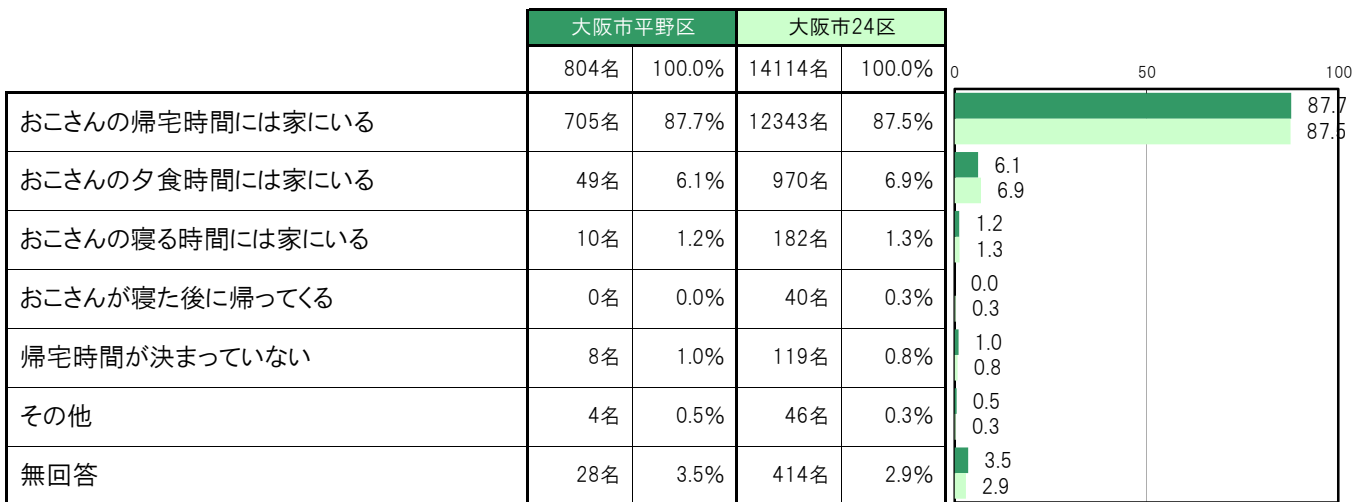 大阪市平野区 大阪市24区
804名 100.0% 14114名 100.0% 0 50 100
おこさんの帰宅時間には家にいる 705名 87.7% 12343名 87.5% 87.7 87.5
おこさんの夕食時間には家にいる 49名 6.1% 970名 6.9% 6.1 6.9
おこさんの寝る時間には家にいる 10名 1.2% 182名 1.3% 1.2 1.3
おこさんが寝た後に帰ってくる 0名 0.0% 40名 0.3% 0.0 0.3
帰宅時間が決まっていない 8名 1.0% 119名 0.8% 1.0 0.8
その他 4名 0.5% 46名 0.3% 0.5 0.3
無回答 28名 3.5% 414名 2.9% 3.5 2.9